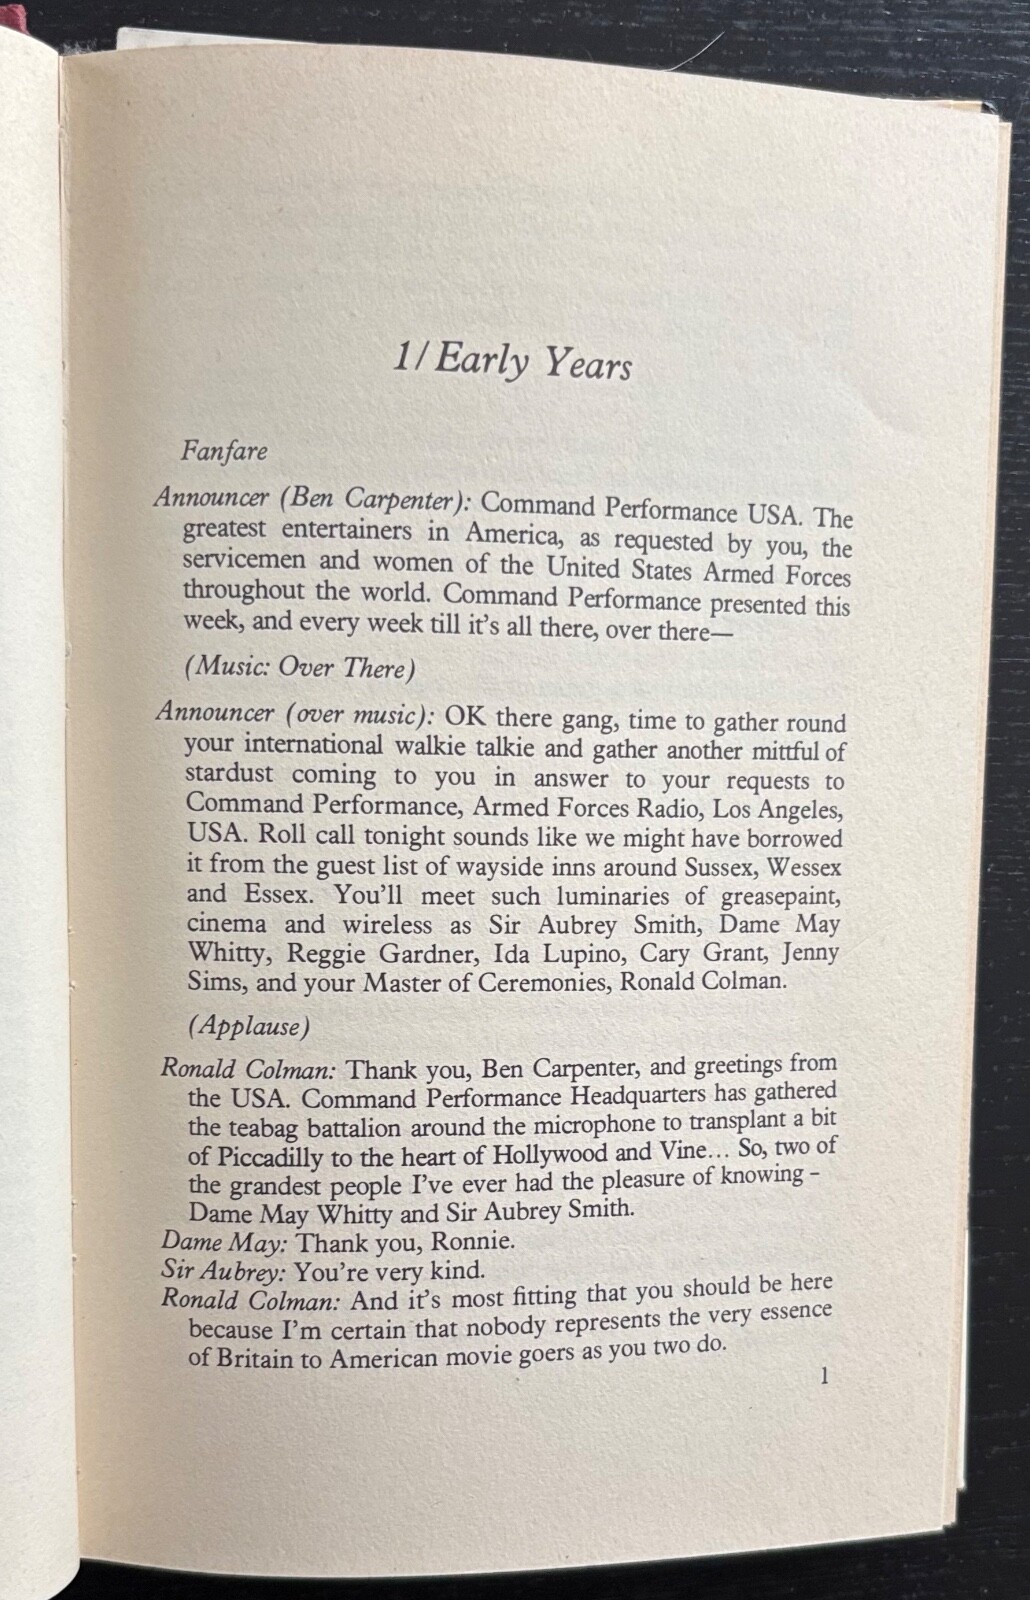 1/Early Years
Fanfare
Announcer (Ben Carpenter): Command Performance USA. The
greatest entertainers in America, as requested by you, the
servicemen and women of the United States Armed Forces
throughout the world. Command Performance presented this
week, and every week till it's all there, over there—
(Music: Over There)
Announcer (over music): OK there gang, time to gather round
your international walkie talkie and gather another mittful of
stardust coming to you in answer to your requests to
Command Performance, Armed Forces Radio, Los Angeles,
USA. Roll call tonight sounds like we might have borrowed
it from the guest list of wayside inns around Sussex, Wessex
and Essex. You'll meet such luminaries of greasepaint,
cinema and wireless as Sir Aubrey Smith, Dame May
Whitty, Reggie Gardner, Ida Lupino, Cary Grant, Jenny
Sims, and your Master of Ceremonies, Ronald Colman.
(Applause)
Ronald Colman: Thank you, Ben Carpenter, and greetings from
the USA. Command Performance Headquarters has gathered
the teabag battalion around the microphone to transplant a bit
of Piccadilly to the heart of Hollywood and Vine... So, two of
the grandest people I've ever had the pleasure of knowing –
Dame May Whitty and Sir Aubrey Smith.
Dame May: Thank you, Ronnie.
Sir Aubrey: You're very kind.
Ronald Colman: And it's most fitting that you should be here
because I'm certain that nobody represents the very essence
of Britain to American movie goers as you two do.
1